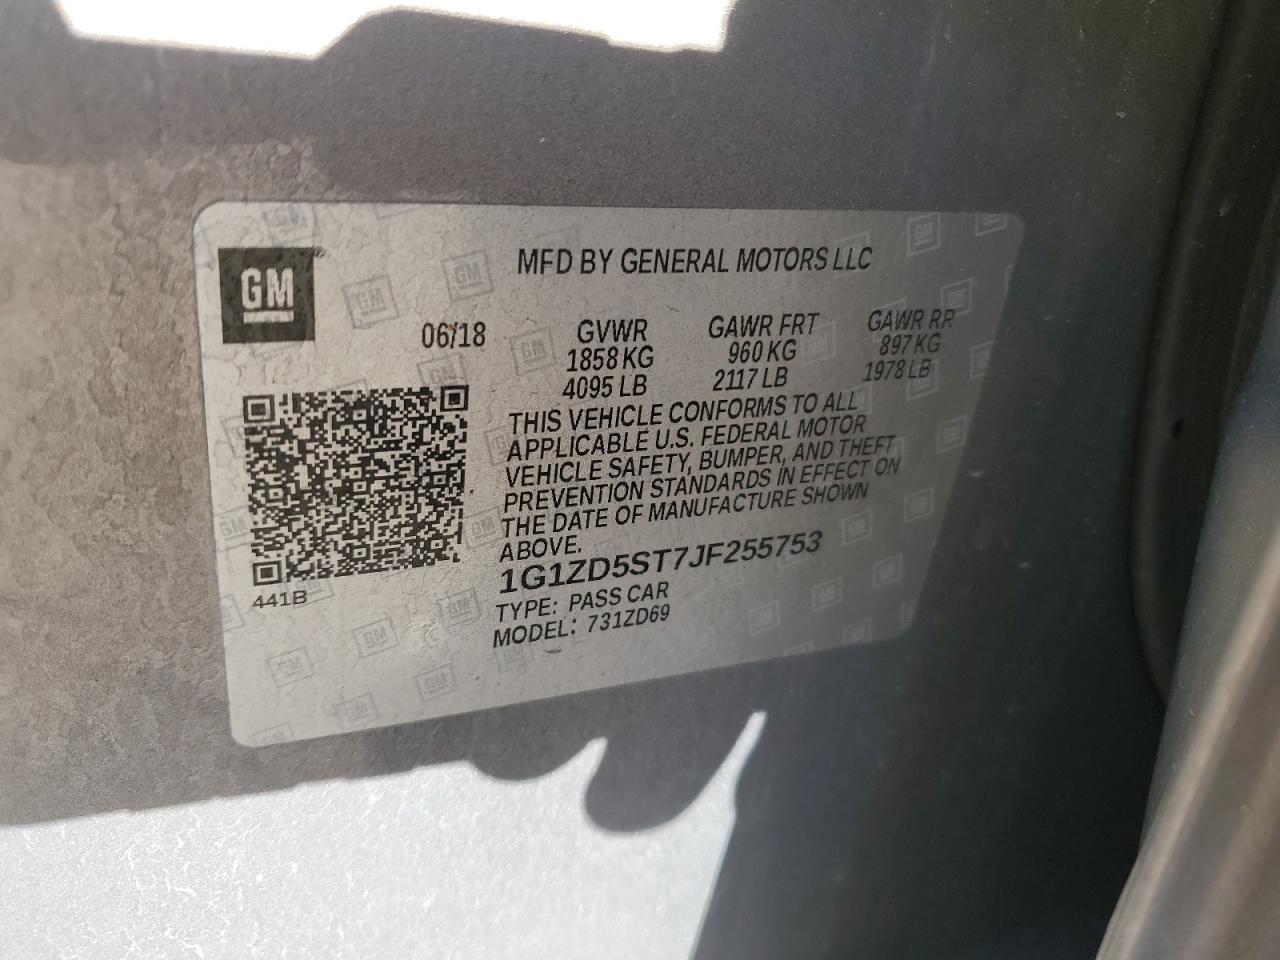 GM
MFD BY GENERAL MOTORS LLC
06/18 GVWR GAWR FRT GAWR RR
1858 KG 960 KG 897 KG
4095 LB 2117 LB 1978 LB
THIS VEHICLE CONFORMS TO ALL
APPLICABLE U.S. FEDERAL MOTOR
VEHICLE SAFETY, BUMPER, AND THEFT
PREVENTION STANDARDS IN EFFECT ON
THE DATE OF MANUFACTURE SHOWN
ABOVE.
1G1ZD5ST7JF255753
TYPE: PASS CAR
MODEL: 731ZD69
441B